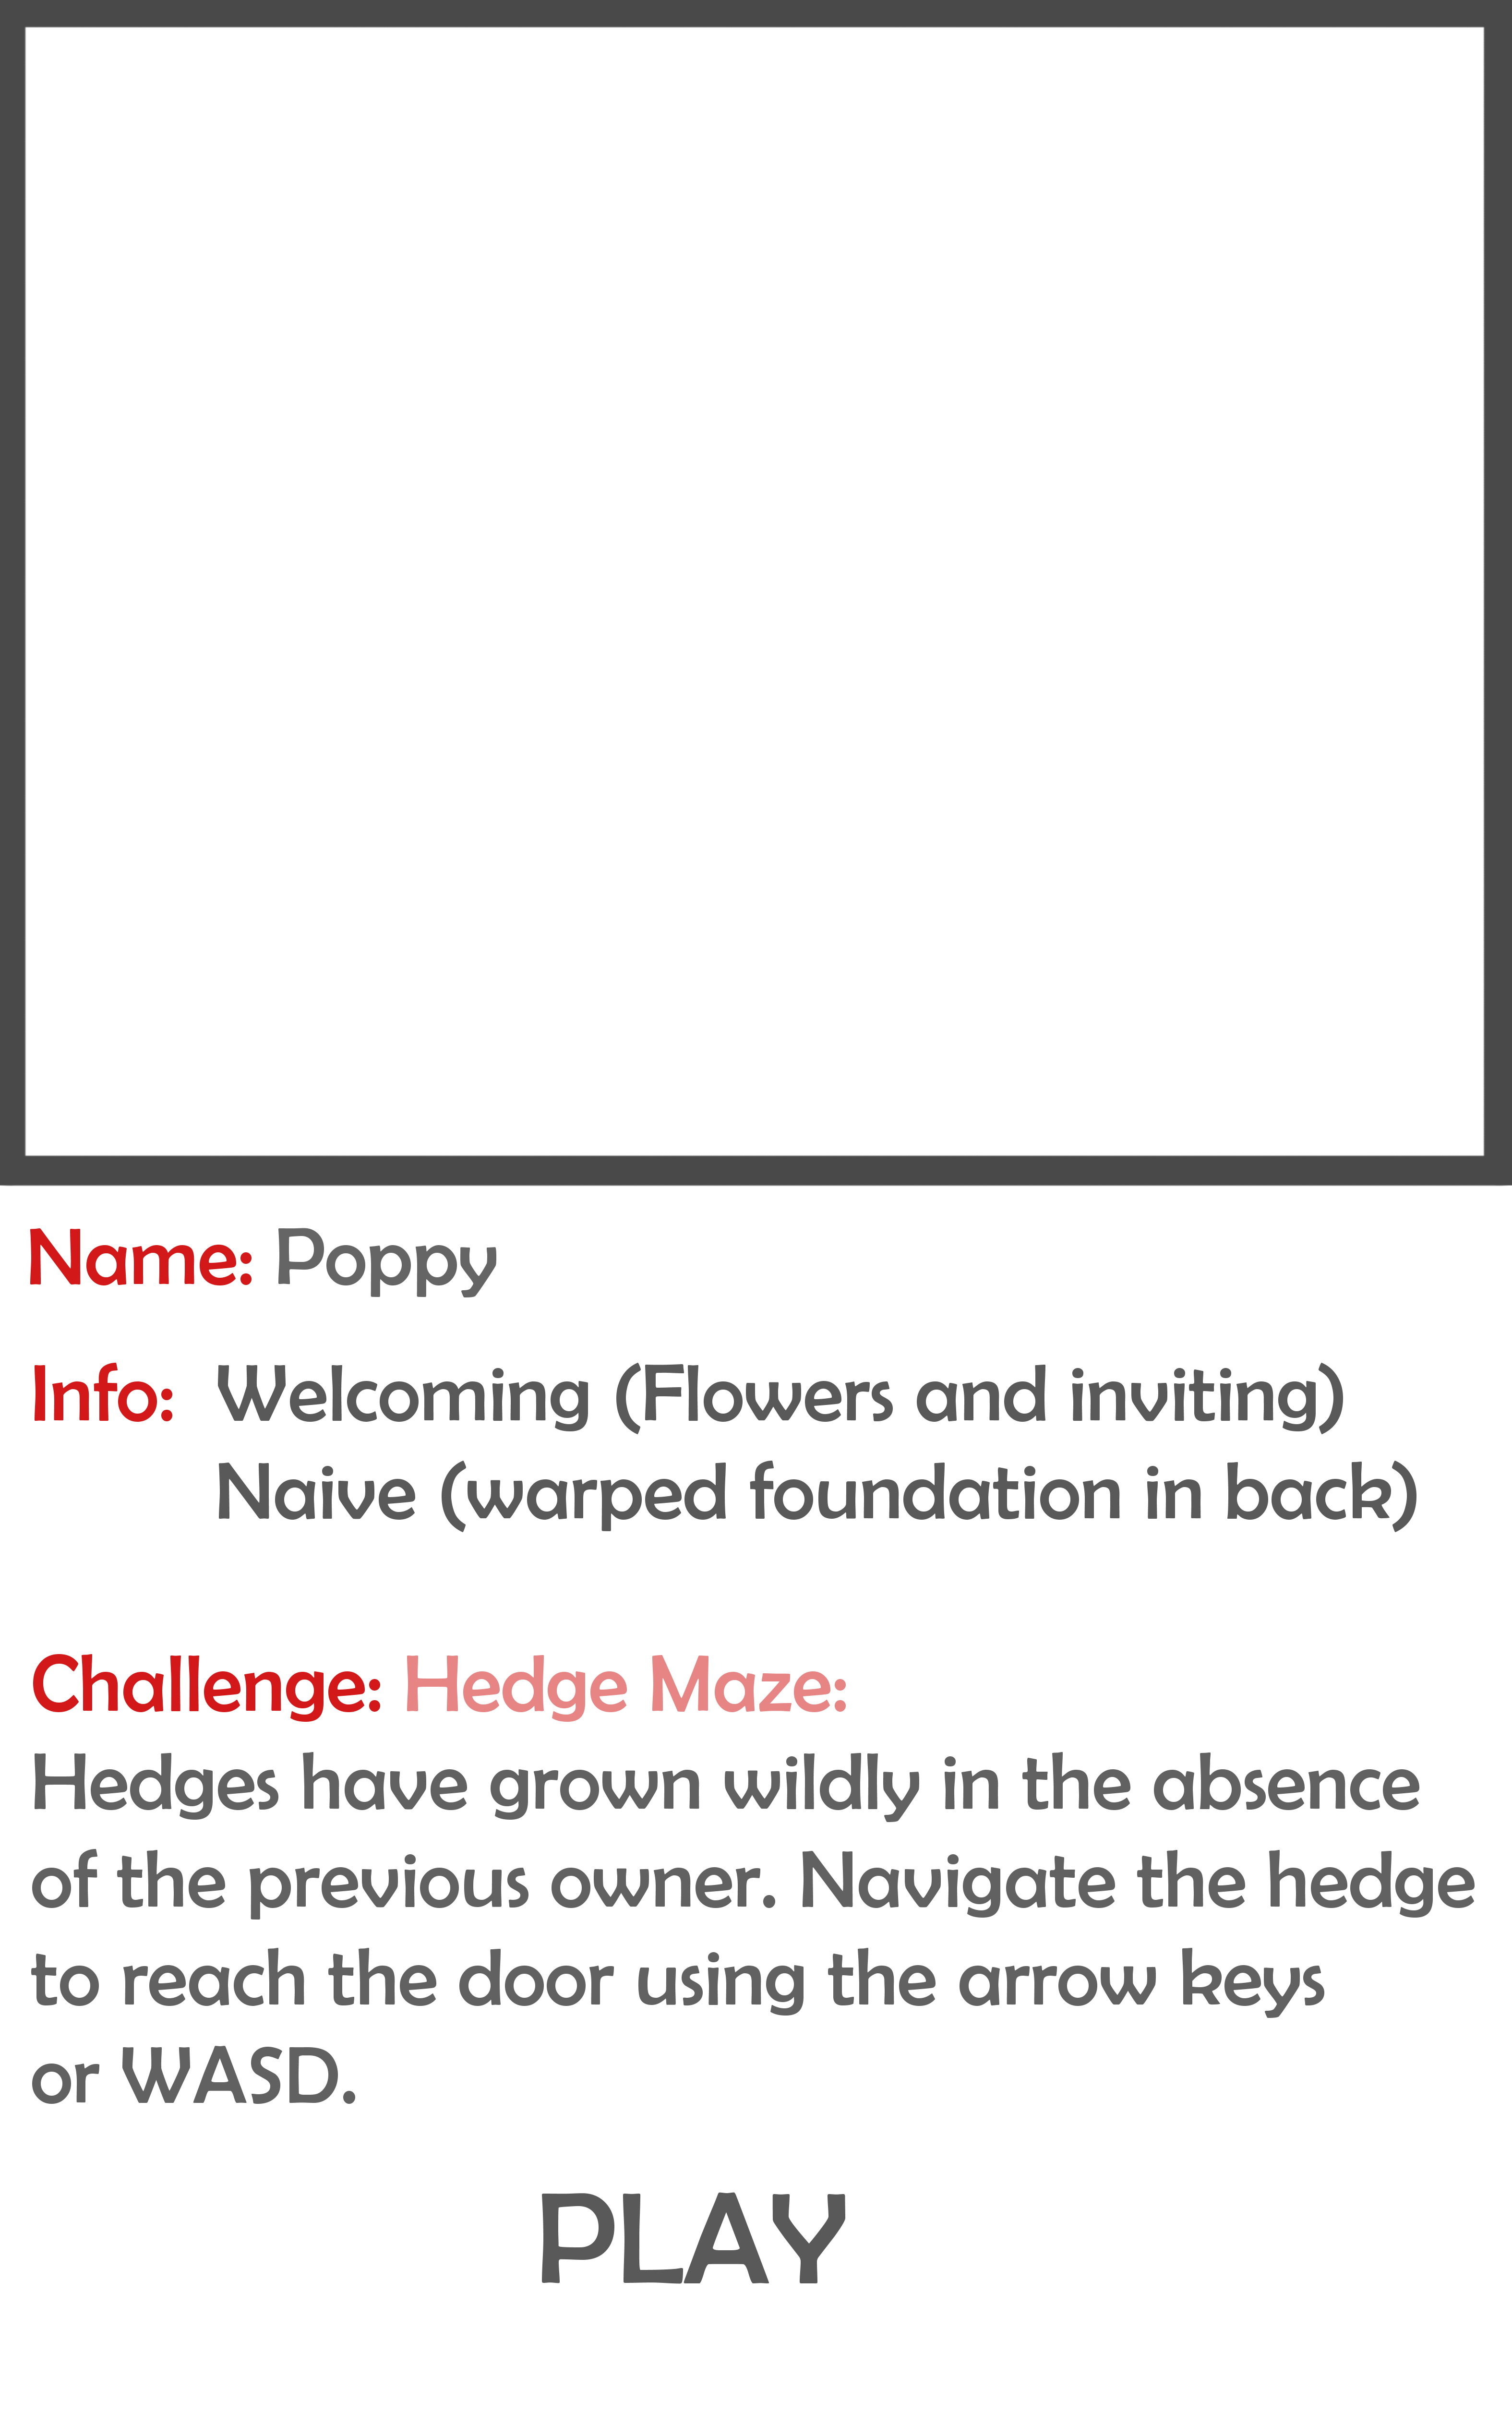 Name: Poppy
Info: Welcoming (Flowers and inviting)
Naive (warped foundation in back)
Challenge: Hedge Maze:
Hedges have grown wildly in the absence
of the previous owner. Navigate the hedge
to reach the door using the arrow keys
or WASD.
PLAY